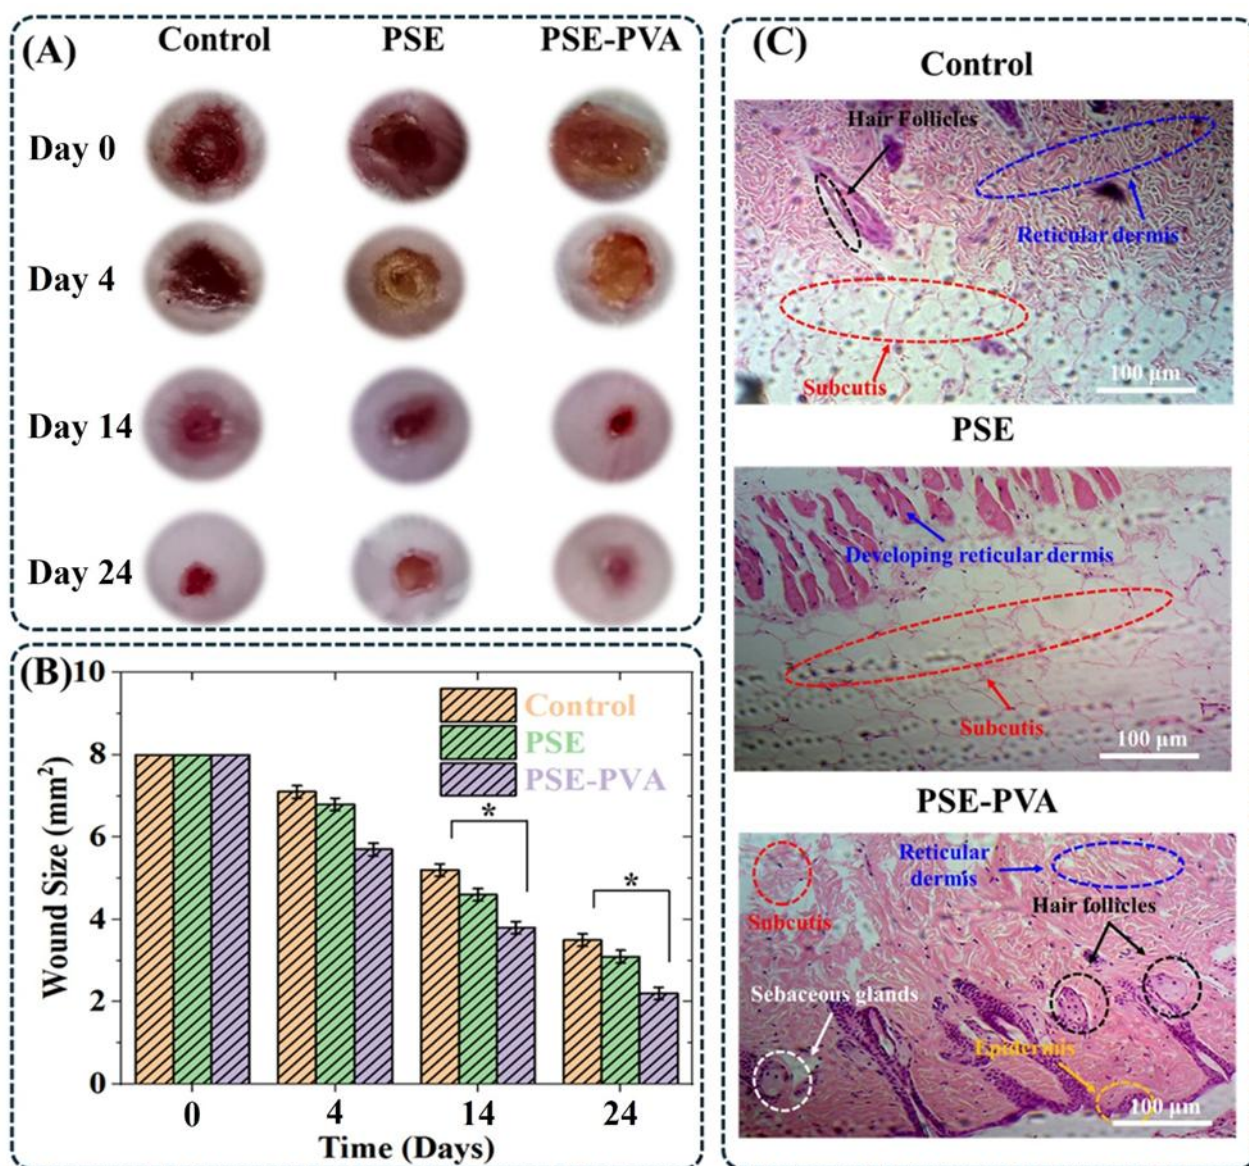 (A)
Control PSE PSE-PVA
Day 0
Day 4
Day 14
Day 24
(B)
10
8
6
4
2
0
Wound Size (mm²)
Control
PSE
PSE-PVA
*
*
0 4 14 24
Time (Days)
(C)
Control
Hair Follicles
Reticular dermis
Subcutis
100 µm
PSE
Developing reticular dermis
Subcutis
100 µm
PSE-PVA
Reticular
dermis
Subcutis
Hair follicles
Sebaceous glands
Epidermis
100 µm